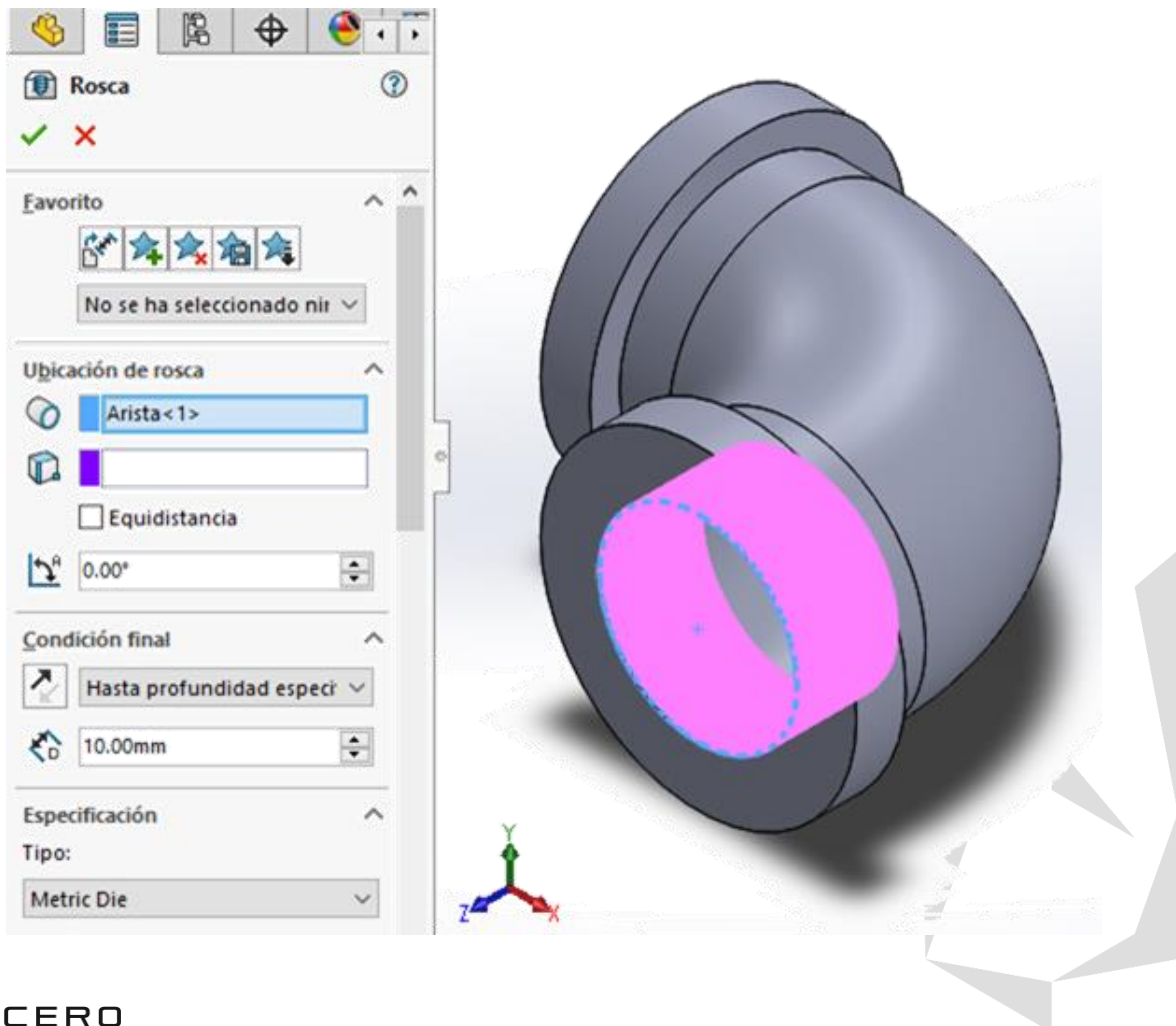 Rosca
Favorito
No se ha seleccionado nir
Ubicación de rosca
Arista<1>
Equidistancia
0.00°
Condición final
Hasta profundidad especi
10.00mm
Especificación
Tipo:
Metric Die
Y
Z
X
CERO